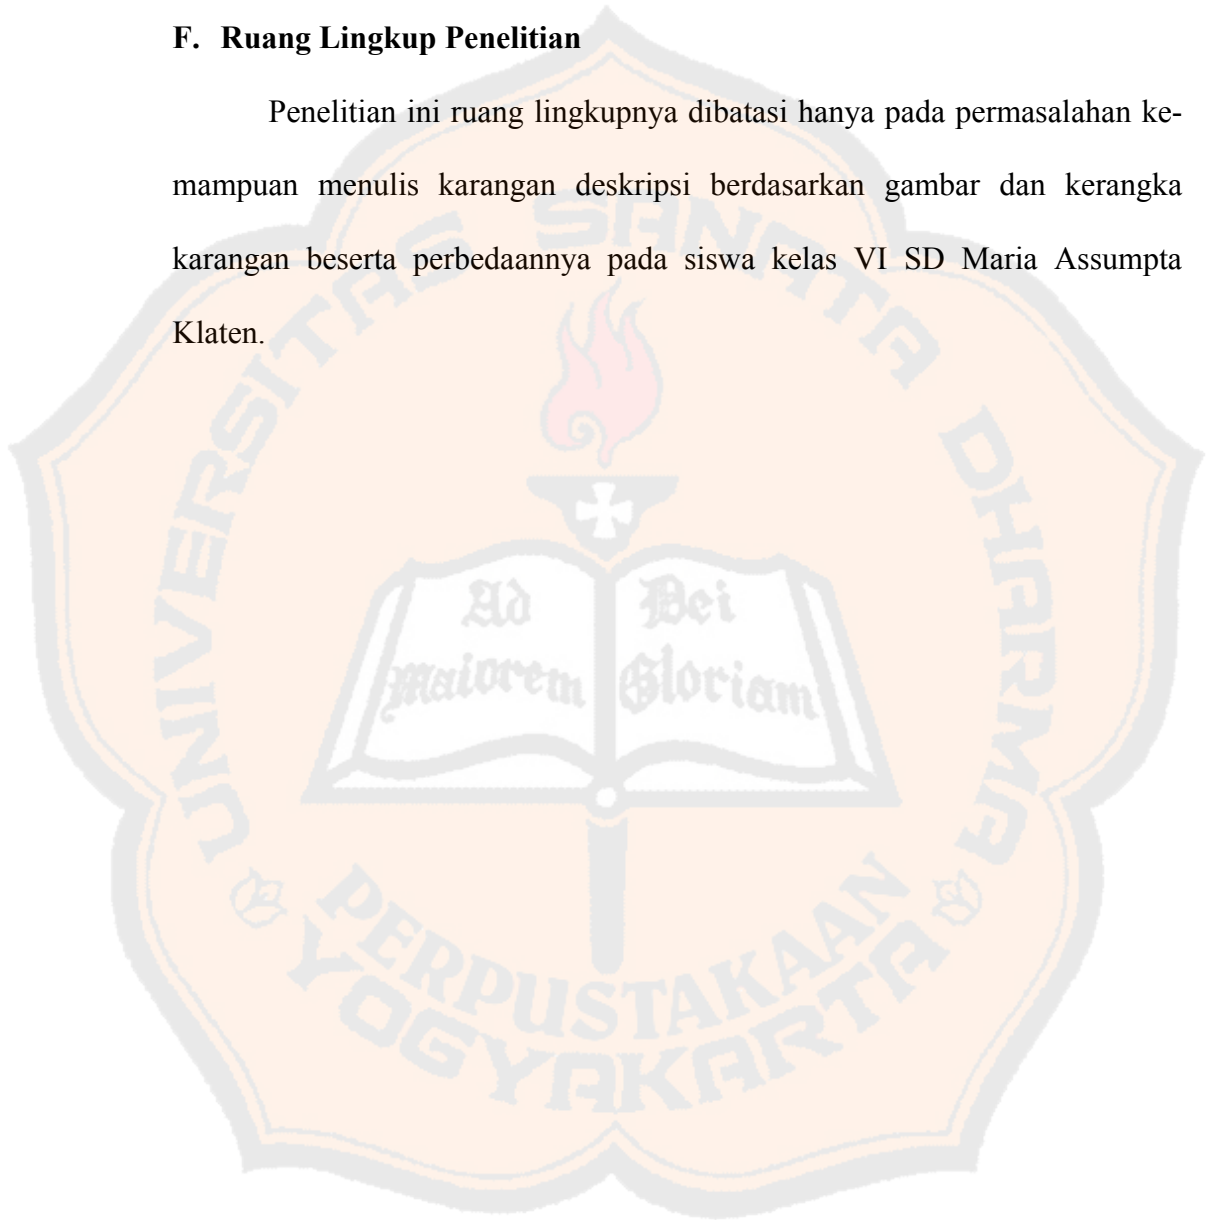 F. Ruang Lingkup Penelitian
Penelitian ini ruang lingkupnya dibatasi hanya pada permasalahan ke-
mampuan menulis karangan deskripsi berdasarkan gambar dan kerangka
karangan beserta perbedaannya pada siswa kelas VI SD Maria Assumpta
Klaten.
UNIVERSITAS SANATA DHARMA
Ad Dei
Maiorem Gloriam
PERPUSTAKAAN
YOGYAKARTA